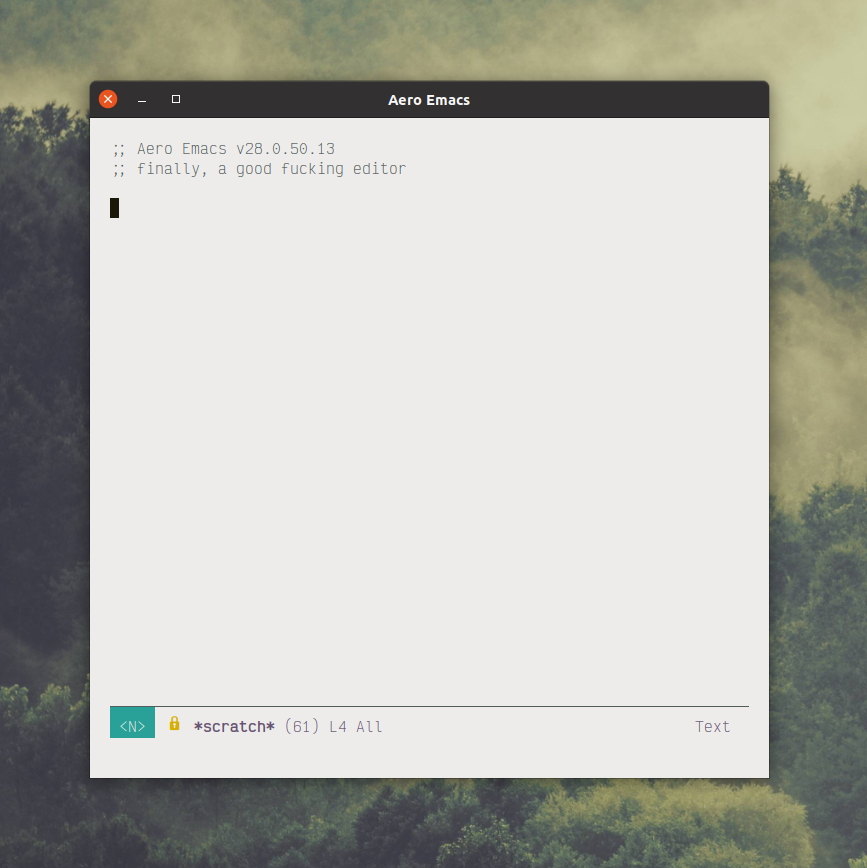 Aero Emacs
;; Aero Emacs v28.0.50.13
;; finally, a good fucking editor
<N> *scratch* (61) L4 All Text